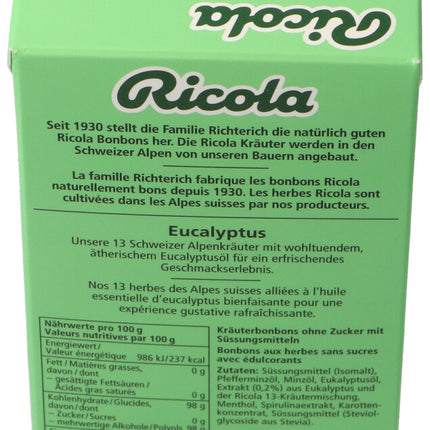 Ricola
Ricola
Seit 1930 stellt die Familie Richterich die natürlich guten
Ricola Bonbons her. Die Ricola Kräuter werden in den
Schweizer Alpen von unseren Bauern angebaut.
La famille Richterich fabrique les bonbons Ricola
naturellement bons depuis 1930. Les herbes Ricola sont
cultivées dans les Alpes suisses par nos producteurs.
Eucalyptus
Unsere 13 Schweizer Alpenkräuter mit wohltuendem,
ätherischem Eucalyptusöl für ein erfrischendes
Geschmackserlebnis.
Nos 13 herbes des Alpes suisses alliées à l'huile
essentielle d'eucalyptus bienfaisante pour une
expérience gustative rafraîchissante.
Nährwerte pro 100 g
Valeurs nutritives par 100 g
Energiewert/
Valeur énergétique 986 kJ/237 kcal
Fett/Matières grasses, 0 g
davon/dont
– gesättigte Fettsäuren/ 0 g
Acides gras saturés
Kohlenhydrate/Glucides, 98 g
davon/dont
– Zucker/Sucres 0 g
– mehrwertige Alkohole/Polyols 98 g
Kräuterbonbons ohne Zucker mit
Süssungsmitteln
Bonbons aux herbes sans sucres
avec édulcorants
Zutaten: Süssungsmittel (Isomalt),
Pfefferminzöl, Minzöl, Eukalyptusöl,
Extrakt (0,2%) aus Eukalyptus und
der Ricola 13-Kräutermischung,
Menthol, Spirulinaextrakt, Karotten-
konzentrat, Süssungsmittel (Steviol-
glycoside aus Stevia)